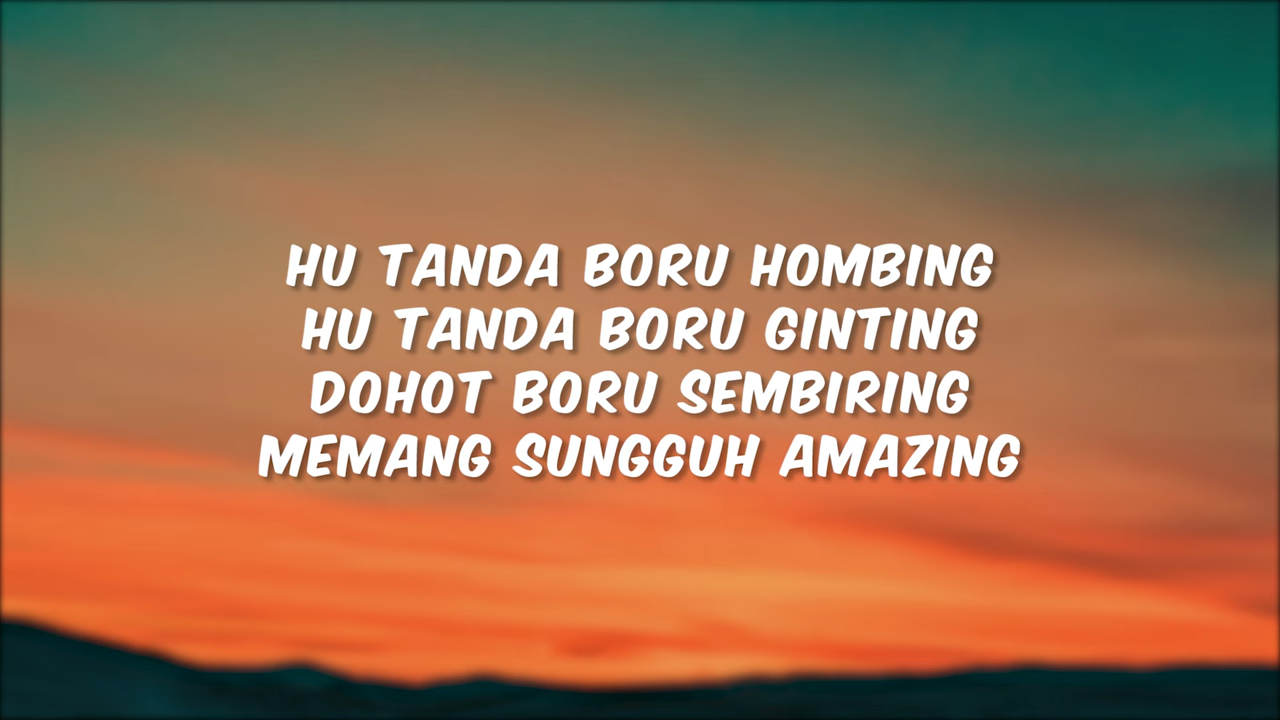 HU TANDA BORU HOMBING
HU TANDA BORU GINTING
DOHOT BORU SEMBIRING
MEMANG SUNGGUH AMAZING